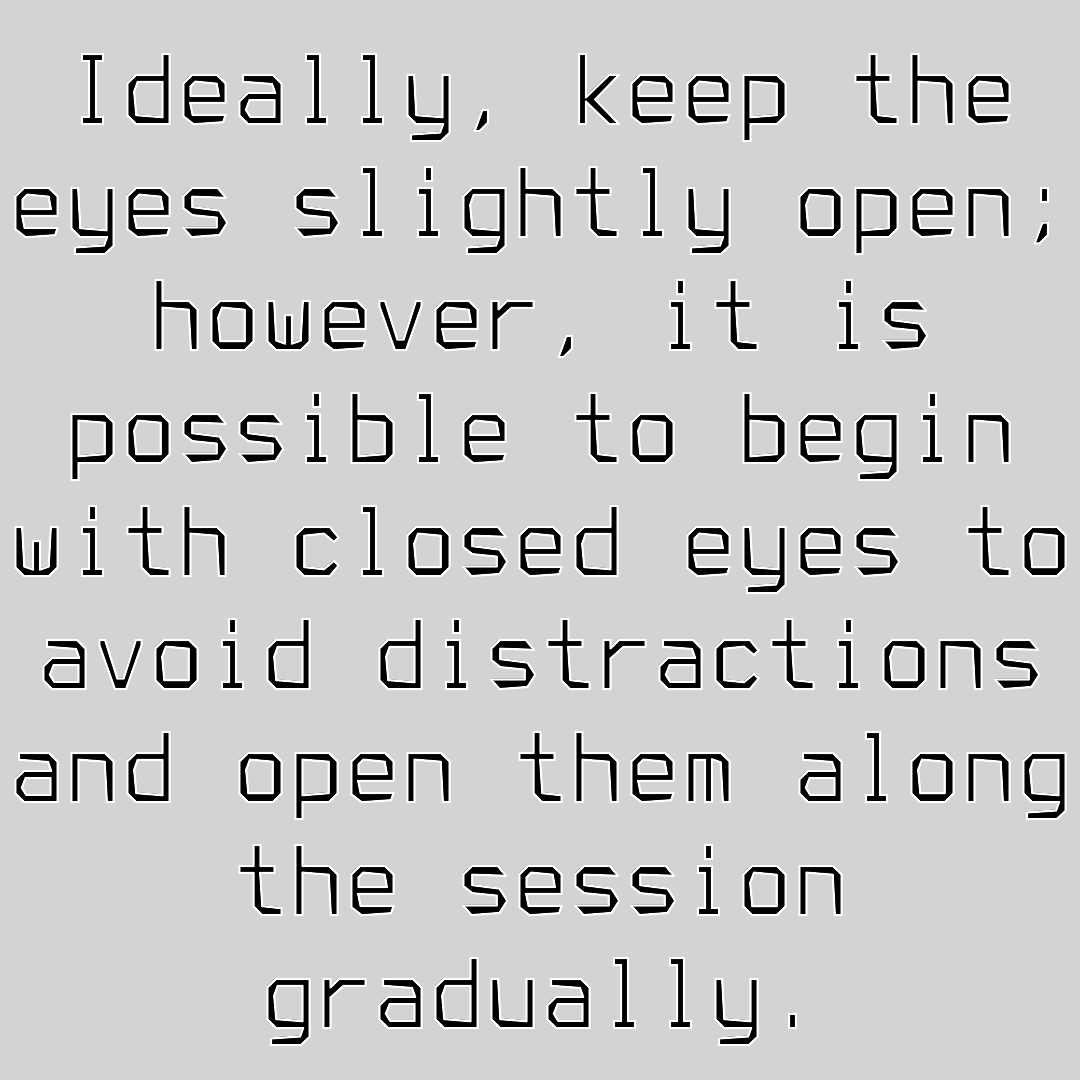 Ideally, keep the
eyes slightly open;
however, it is
possible to begin
with closed eyes to
avoid distractions
and open them along
the session
gradually.